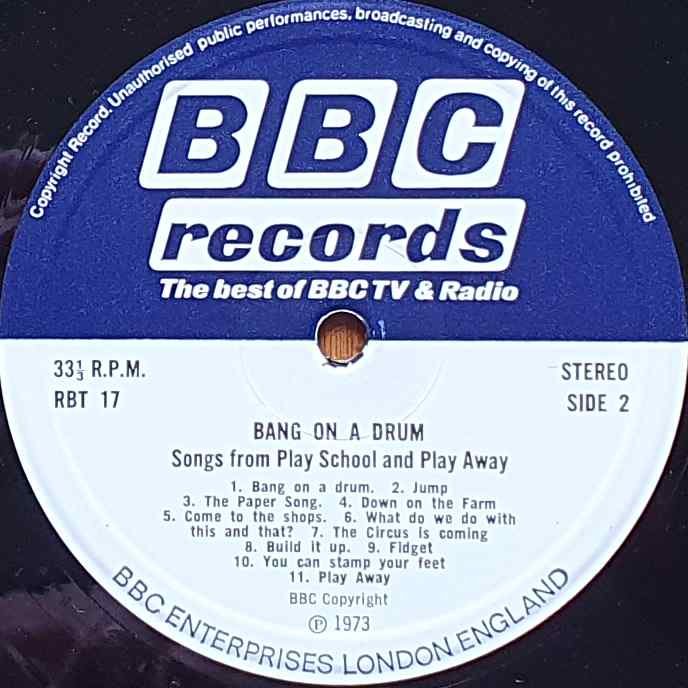 Copyright Record. Unauthorised public performances, broadcasting and copying of this record prohibited
BBC
records
The best of BBC TV & Radio
33⅓ R.P.M.
STEREO
RBT 17
SIDE 2
BANG ON A DRUM
Songs from Play School and Play Away
1. Bang on a drum. 2. Jump
3. The Paper Song. 4. Down on the Farm
5. Come to the shops. 6. What do we do with
this and that? 7. The Circus is coming
8. Build it up. 9. Fidget
10. You can stamp your feet
11. Play Away
BBC Copyright
℗ 1973
BBC ENTERPRISES LONDON ENGLAND